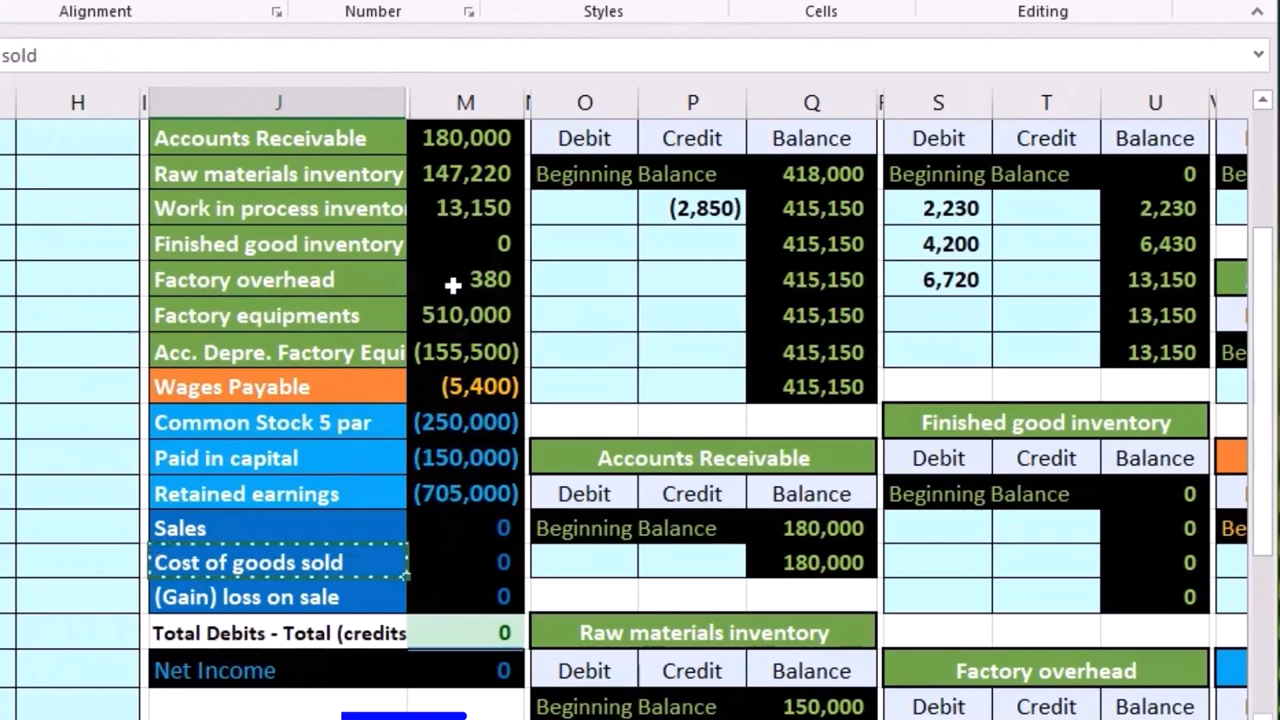 Alignment Number Styles Cells Editing
sold
H I J M O P Q S T U
Accounts Receivable 180,000 Debit Credit Balance Debit Credit Balance
Raw materials inventory 147,220 Beginning Balance 418,000 Beginning Balance 0 Be
Work in process invento 13,150 (2,850) 415,150 2,230 2,230
Finished good inventory 0 415,150 4,200 6,430
Factory overhead 380 415,150 6,720 13,150
Factory equipments 510,000 415,150 13,150
Acc. Depre. Factory Equi (155,500) 415,150 13,150 Be
Wages Payable (5,400) 415,150
Common Stock 5 par (250,000) Finished good inventory
Paid in capital (150,000) Accounts Receivable Debit Credit Balance
Retained earnings (705,000) Debit Credit Balance Beginning Balance 0
Sales 0 Beginning Balance 180,000 0 Be
Cost of goods sold 0 180,000 0
(Gain) loss on sale 0 0
Total Debits - Total (credits 0 Raw materials inventory
Net Income 0 Debit Credit Balance Factory overhead
Beginning Balance 150,000 Debit Credit Balance